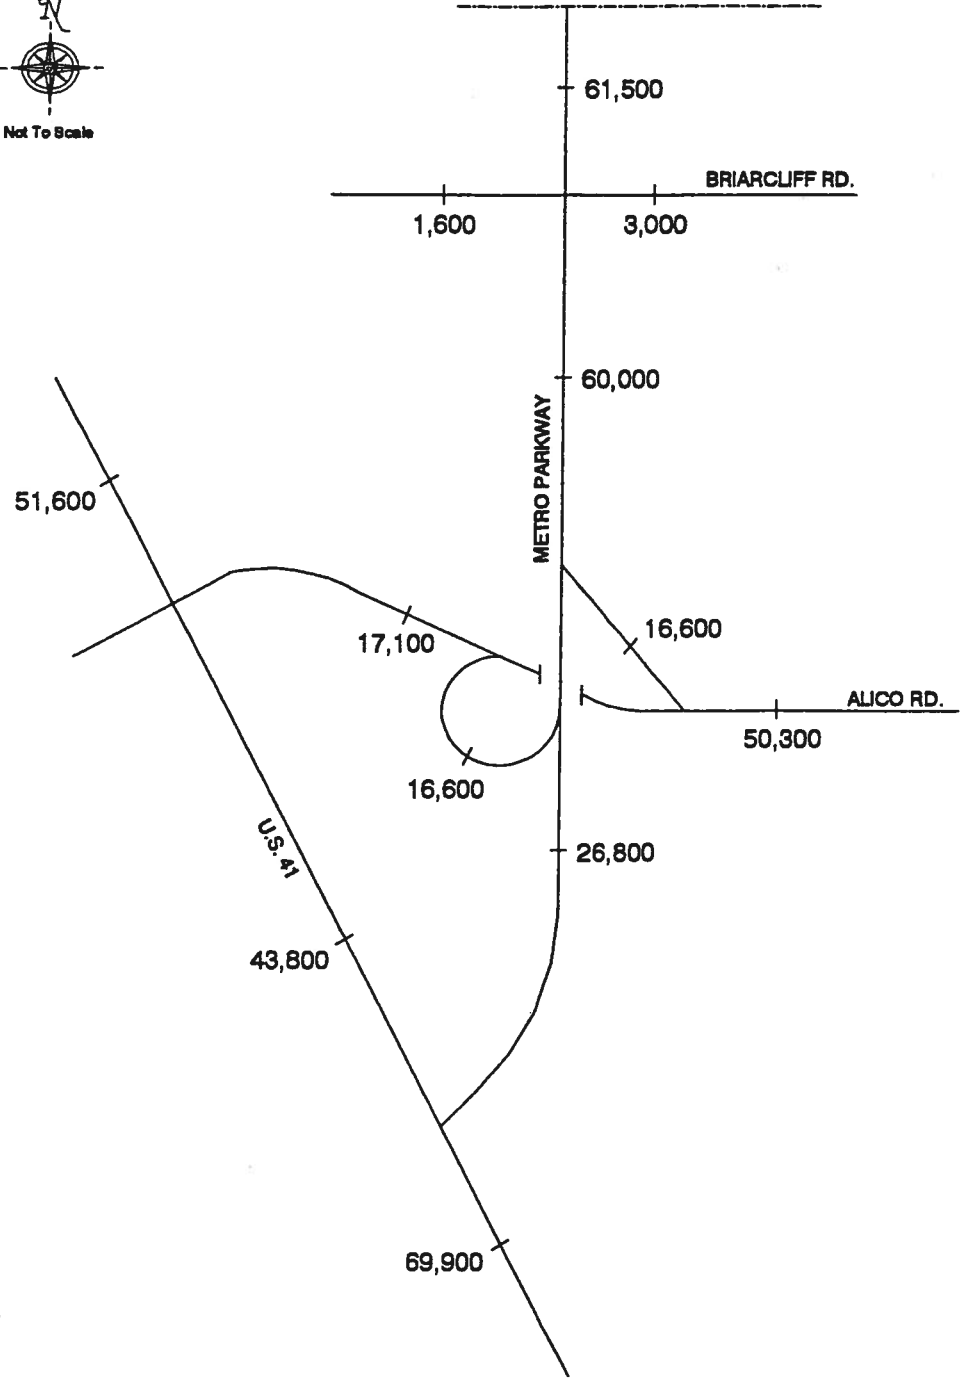 N
Not To Scale
61,500
BRIARCLIFF RD.
1,600
3,000
60,000
METRO PARKWAY
51,600
16,600
17,100
ALICO RD.
50,300
16,600
U.S. 41
26,800
43,800
69,900